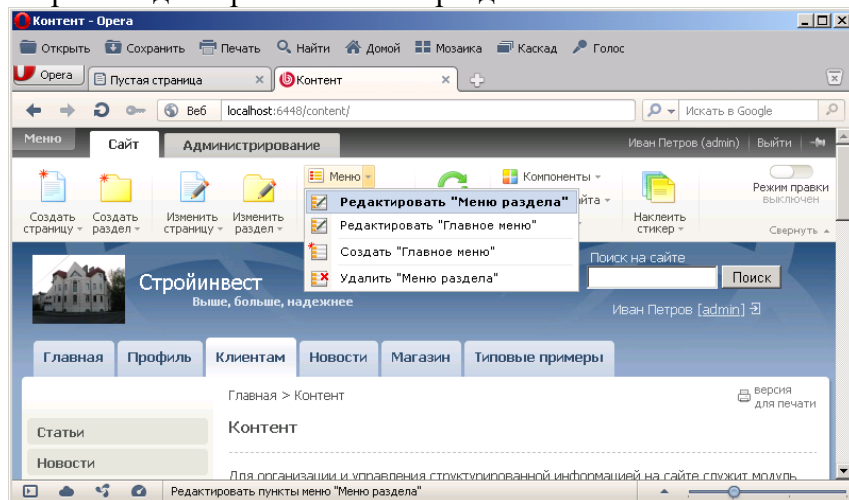 Контент - Opera
Открыть Сохранить Печать Найти Домой Мозаика Каскад Голос
Opera Пустая страница Контент
Веб localhost:6448/content/ Искать в Google
Меню Сайт Администрирование Иван Петров (admin) Выйти
Создать страницу Создать раздел Изменить страницу Изменить раздел Меню Компоненты Наклеить стикер Режим правки
выключен
Свернуть
Редактировать "Меню раздела"
Редактировать "Главное меню"
Создать "Главное меню"
Удалить "Меню раздела"
Стройинвест
Выше, больше, надежнее
Поиск на сайте
Поиск
Иван Петров [admin]
Главная Профиль Клиентам Новости Магазин Типовые примеры
Главная > Контент
версия
для печати
Контент
Статьи
Новости
Для организации и управления структурированной информацией на сайте служит модуль
Редактировать пункты меню "Меню раздела"